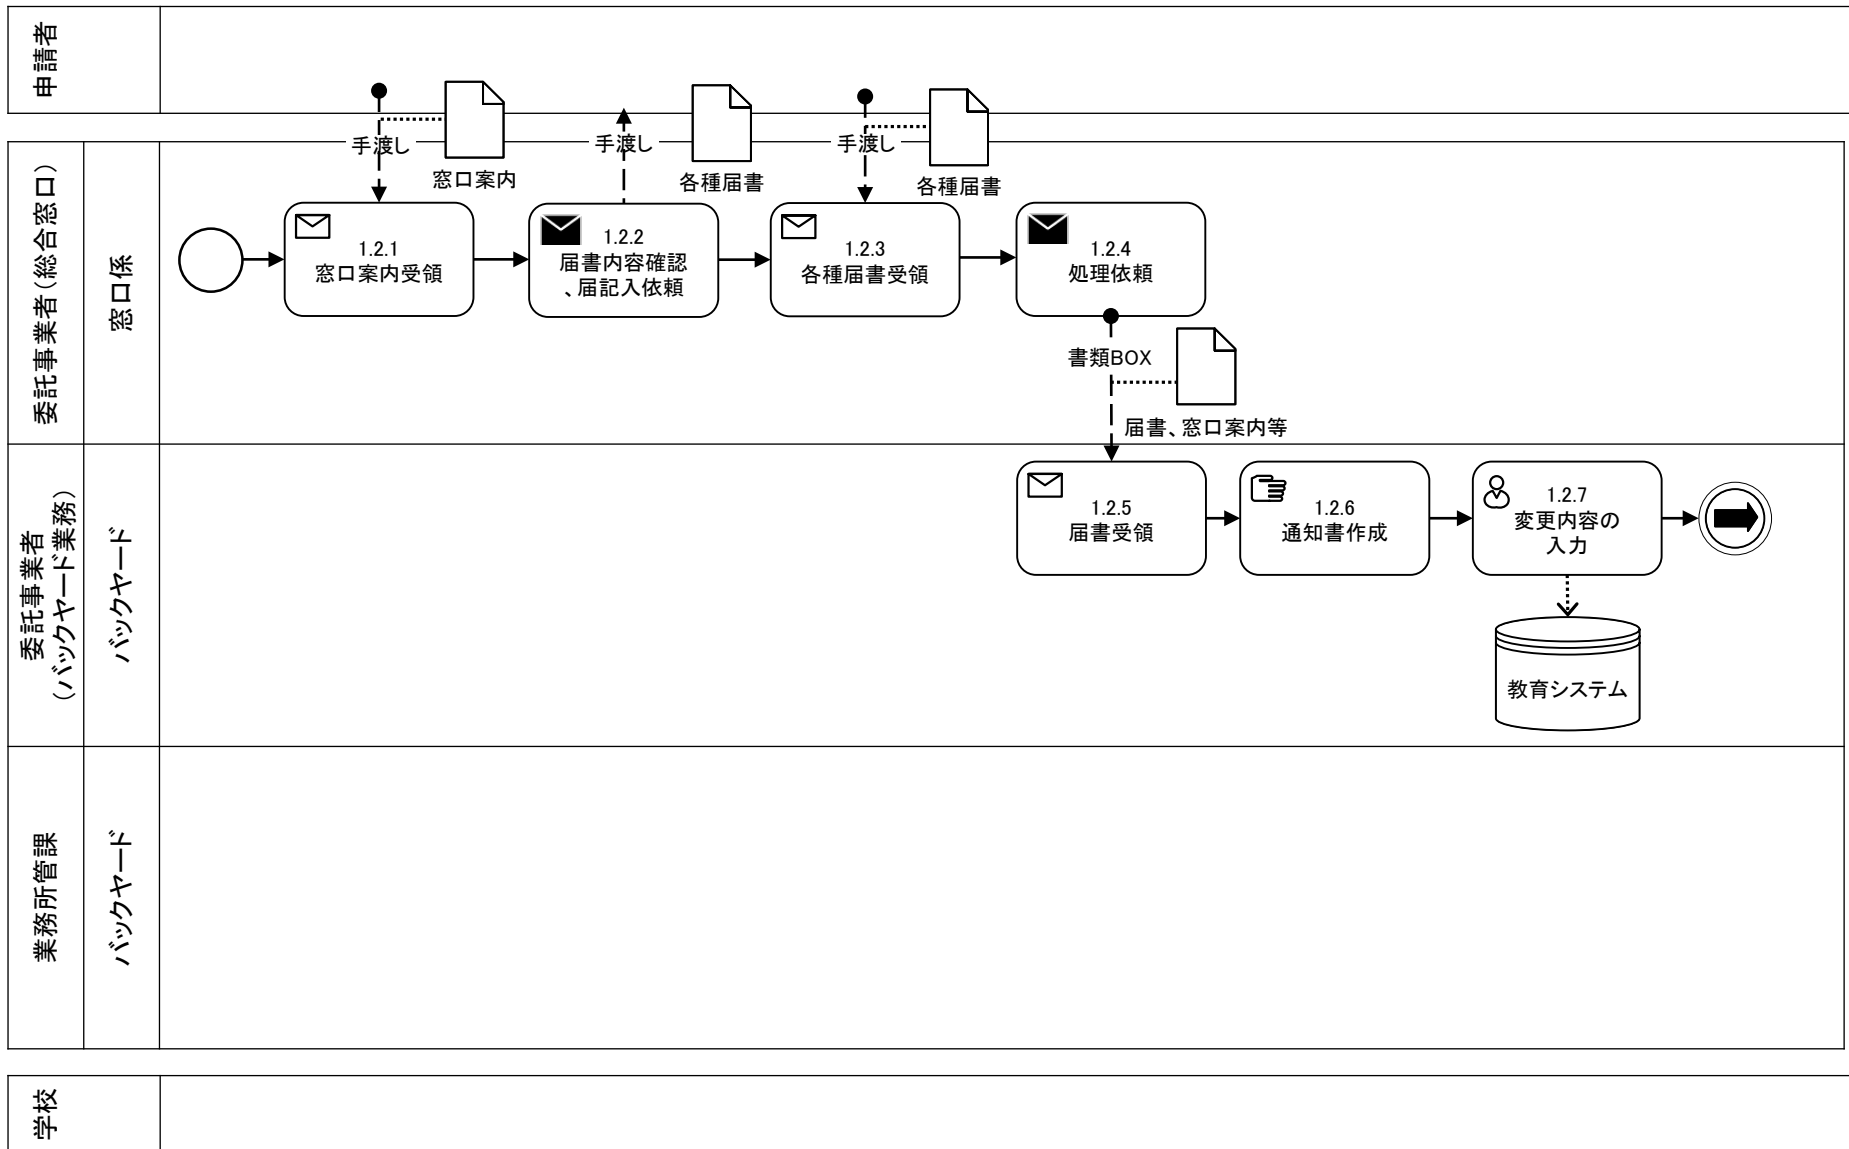 申請者
手渡し
窓口案内
手渡し
各種届書
手渡し
各種届書
委託事業者（総合窓口）
窓口係
1.2.1
窓口案内受領
1.2.2
届書内容確認
、届記入依頼
1.2.3
各種届書受領
1.2.4
処理依頼
書類BOX
届書、窓口案内等
委託事業者
（バックヤード業務）
バックヤード
1.2.5
届書受領
1.2.6
通知書作成
1.2.7
変更内容の
入力
教育システム
業務所管課
バックヤード
学校